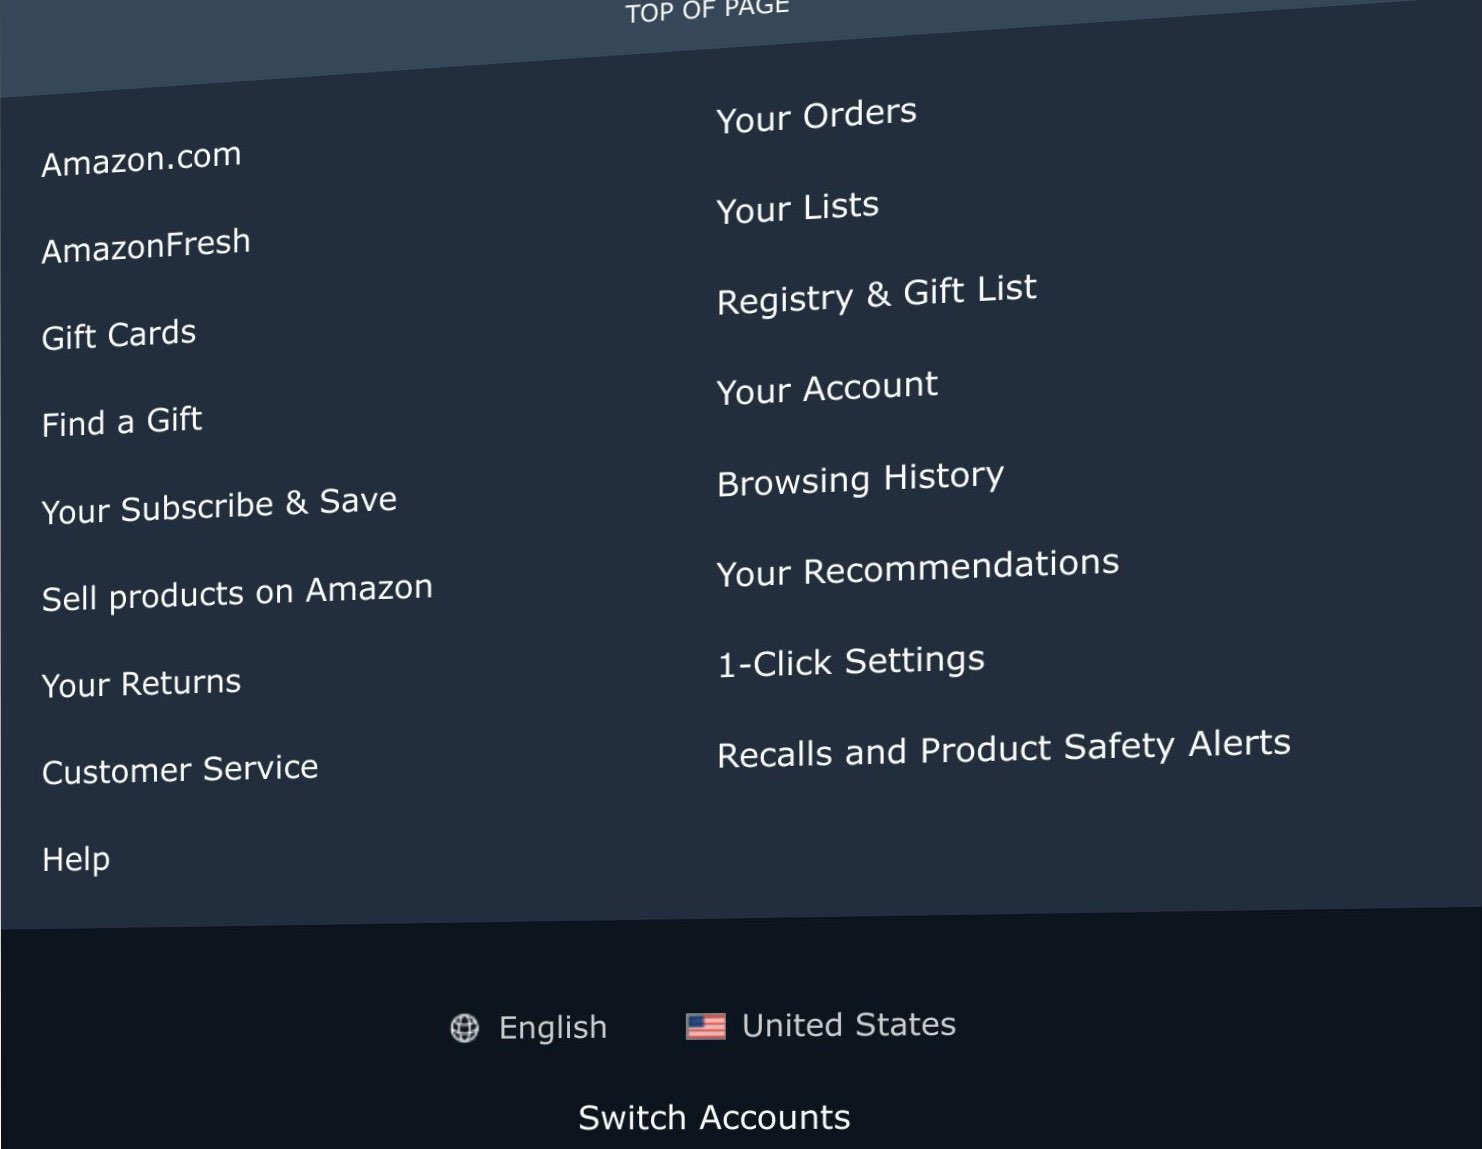 TOP OF PAGE
Amazon.com
AmazonFresh
Gift Cards
Find a Gift
Your Subscribe & Save
Sell products on Amazon
Your Returns
Customer Service
Help
Your Orders
Your Lists
Registry & Gift List
Your Account
Browsing History
Your Recommendations
1-Click Settings
Recalls and Product Safety Alerts
English
United States
Switch Accounts